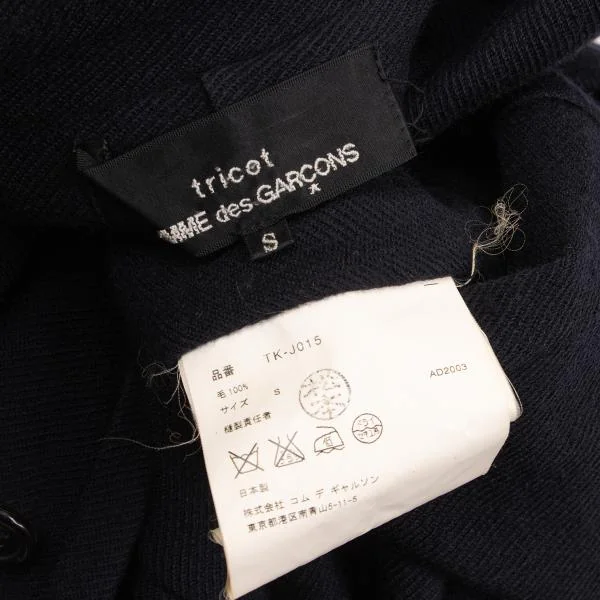 tricot
MME des GARCONS
S
品番 TK-J015
毛 100%
サイズ S
AD2003
縫製責任者
日本製
株式会社 コム デ ギャルソン
東京都港区南青山5-11-5